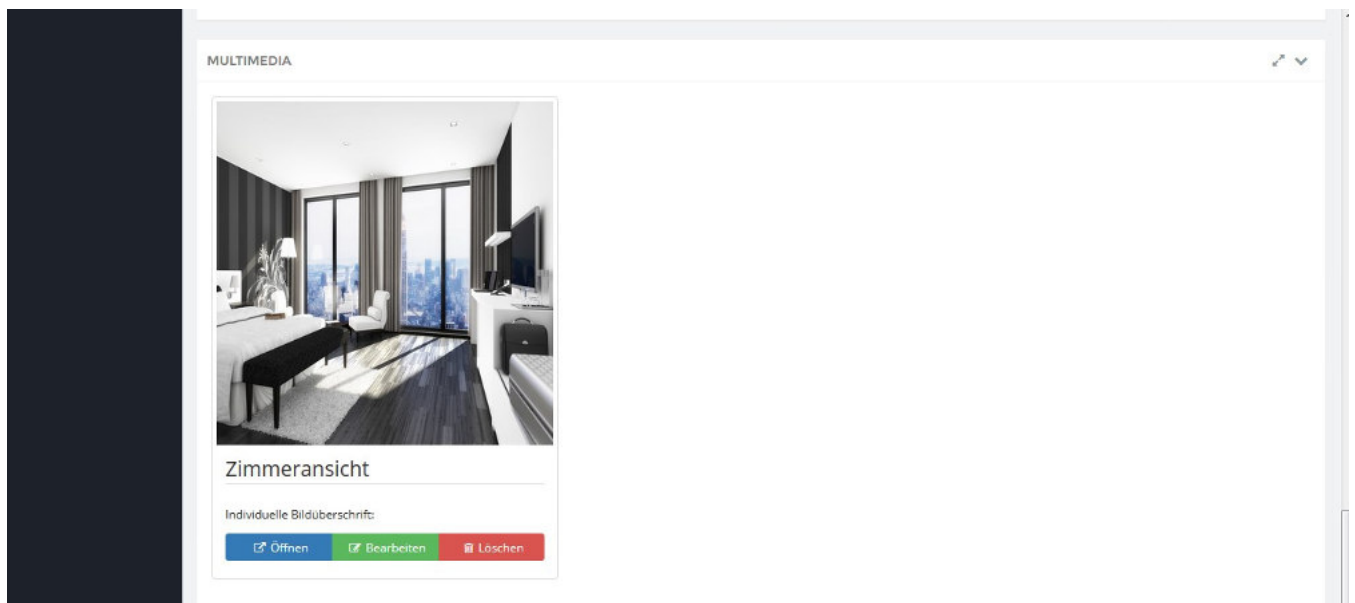 MULTIMEDIA
Zimmeransicht
Individuelle Bildüberschrift:
Öffnen
Bearbeiten
Löschen